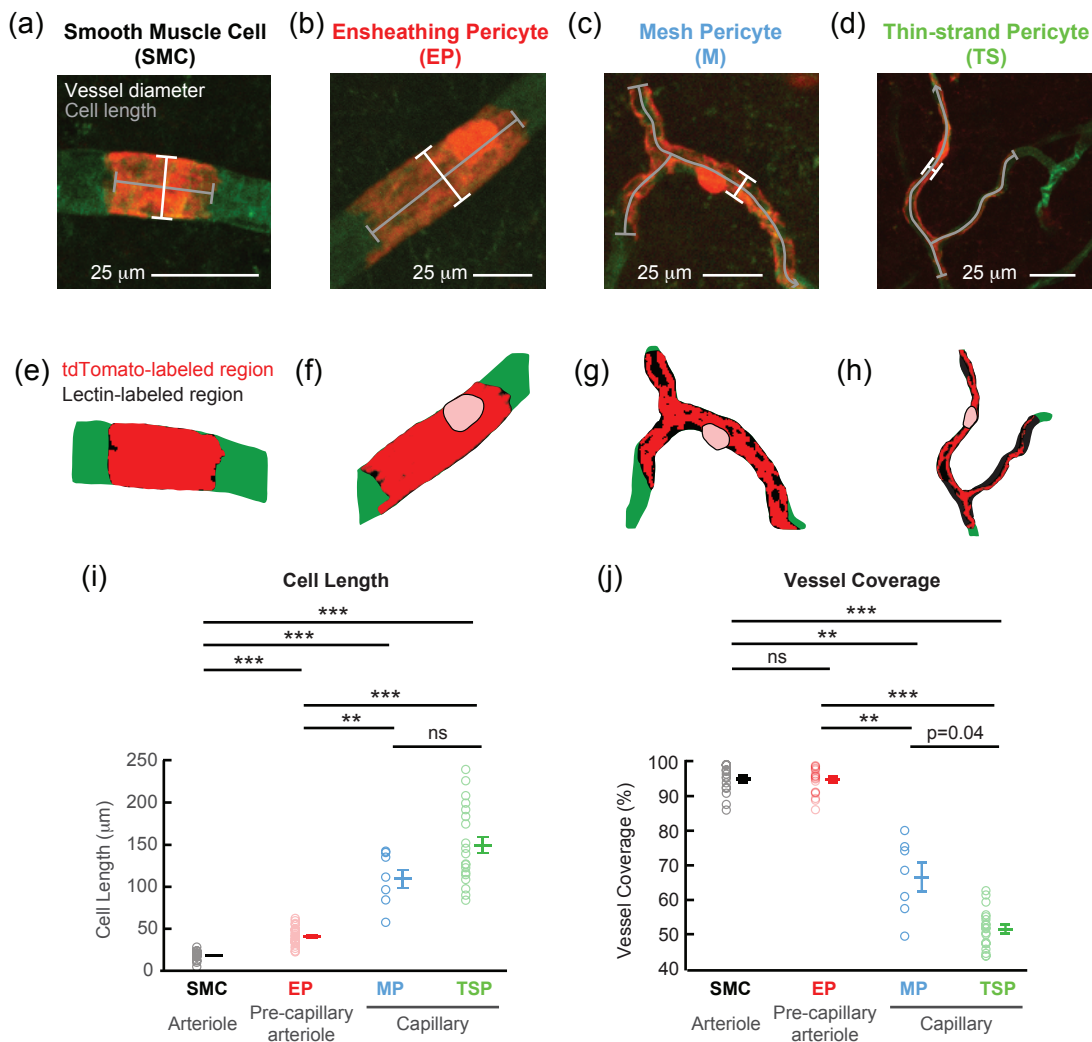 (a)
Smooth Muscle Cell
(SMC)
(b)
Ensheathing Pericyte
(EP)
(c)
Mesh Pericyte
(M)
(d)
Thin-strand Pericyte
(TS)
Vessel diameter
Cell length
25 μm
25 μm
25 μm
25 μm
(e)
tdTomato-labeled region
Lectin-labeled region
(f)
(g)
(h)
(i)
Cell Length
***
***
***
***
**
ns
Cell Length (μm)
250
200
150
100
50
0
SMC
EP
MP
TSP
Arteriole
Pre-capillary
arteriole
Capillary
(j)
Vessel Coverage
***
**
ns
***
**
p=0.04
Vessel Coverage (%)
100
90
80
70
60
50
40
SMC
EP
MP
TSP
Arteriole
Pre-capillary
arteriole
Capillary